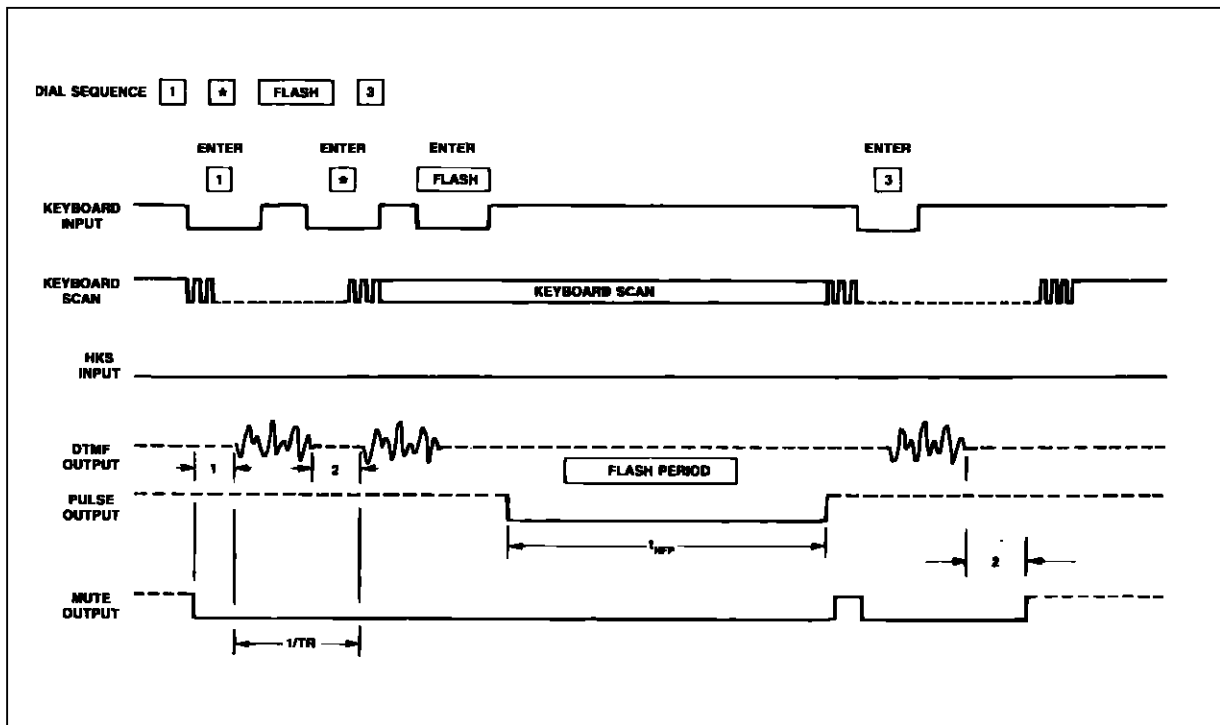 DIAL SEQUENCE 1 * FLASH 3
ENTER ENTER ENTER ENTER
1 * FLASH 3
KEYBOARD
INPUT
KEYBOARD
SCAN
KEYBOARD SCAN
HKS
INPUT
DTMF
OUTPUT
1 2
FLASH PERIOD
PULSE
OUTPUT
tHFP
2
MUTE
OUTPUT
1/TR